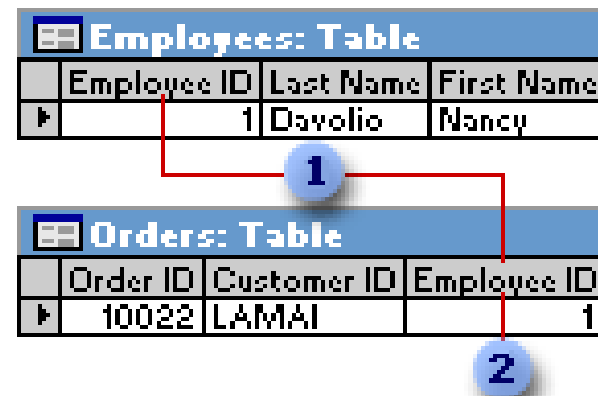 Employees: Table
Employee ID Last Name First Name
1 Davolio Nancy
1
Orders: Table
Order ID Customer ID Employee ID
10022 LAMAI 1
2